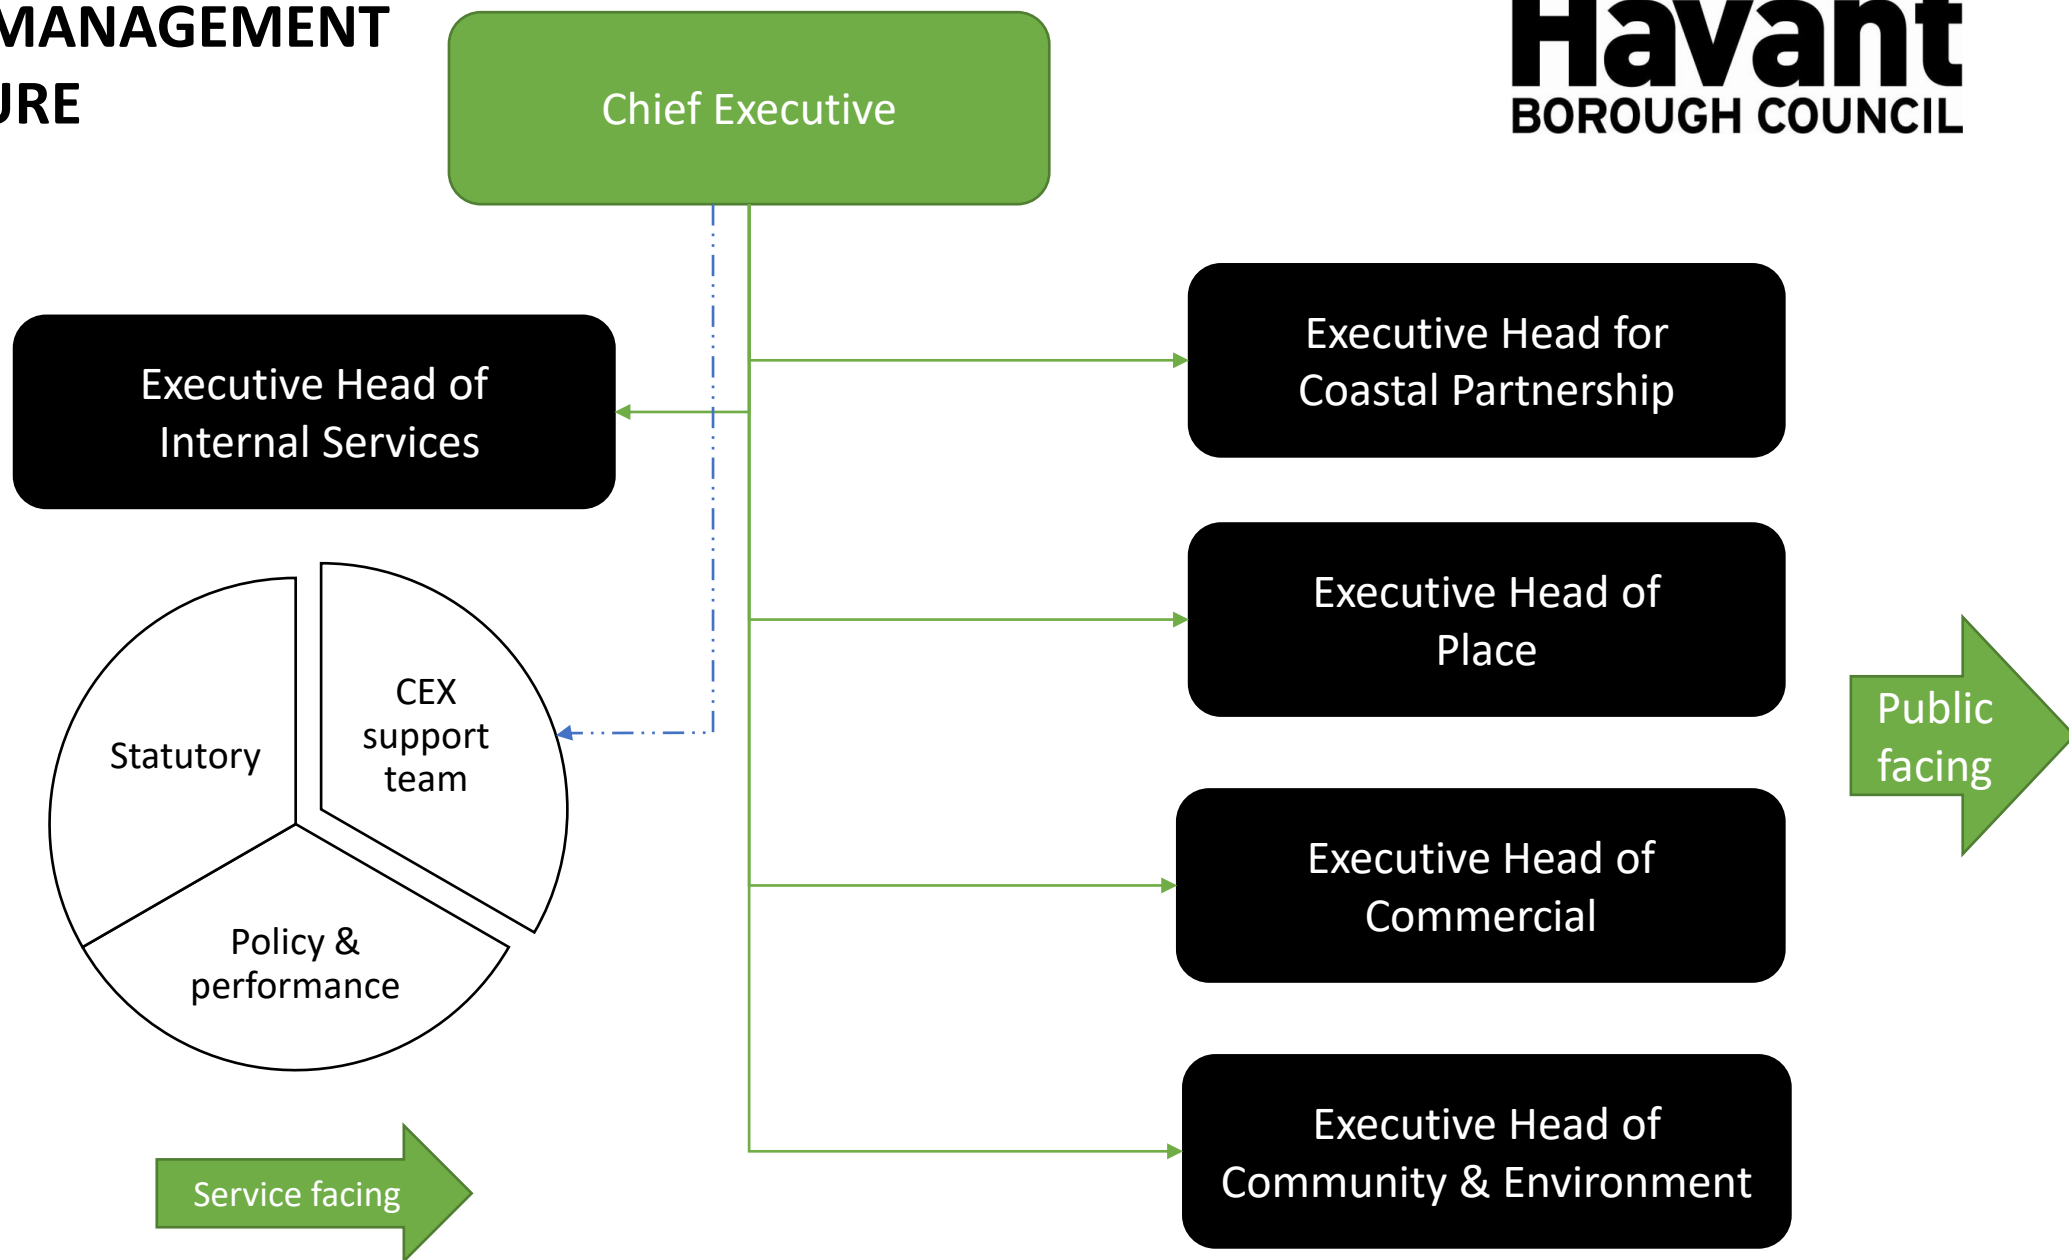 MANAGEMENT
URE
Chief Executive
Havant
BOROUGH COUNCIL
Executive Head of
Internal Services
Executive Head for
Coastal Partnership
Executive Head of
Place
Executive Head of
Commercial
Executive Head of
Community & Environment
Statutory
CEX
support
team
Policy &
performance
Service facing
Public
facing